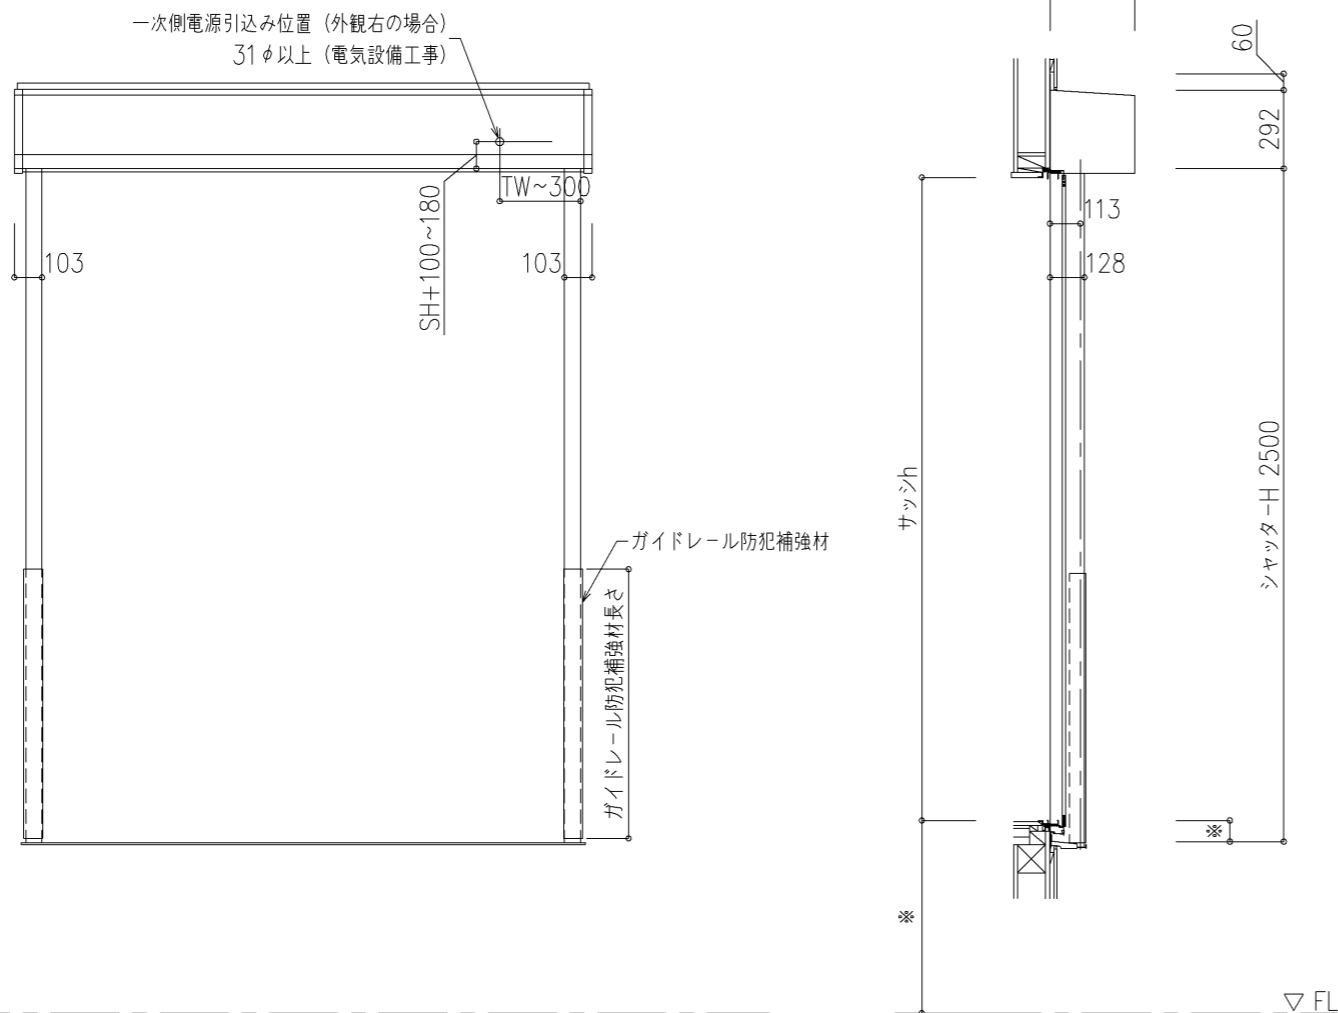 一次側電源引込み位置（外観右の場合）
31φ以上（電気設備工事）
TW~300
SH+100~180
103
103
ガイドレール防犯補強材
ガイドレール防犯補強材長さ
60
292
113
128
サッシh
シャッターH 2500
※
※
▽ FL